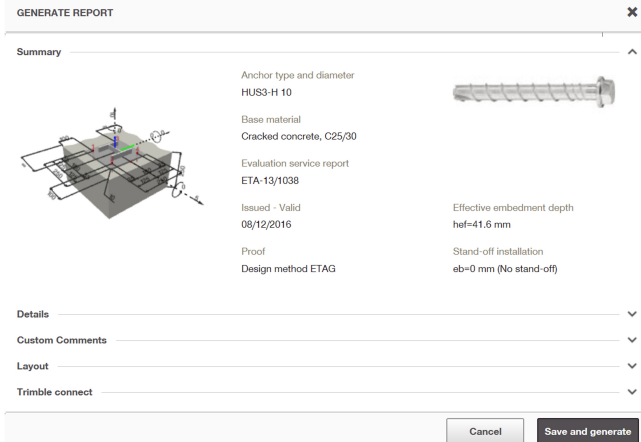 GENERATE REPORT
Summary
Anchor type and diameter
HUS3-H 10
Base material
Cracked concrete, C25/30
Evaluation service report
ETA-13/1038
Issued - Valid
08/12/2016
Effective embedment depth
hef=41.6 mm
Proof
Design method ETAG
Stand-off installation
eb=0 mm (No stand-off)
Details
Custom Comments
Layout
Trimble connect
Cancel
Save and generate